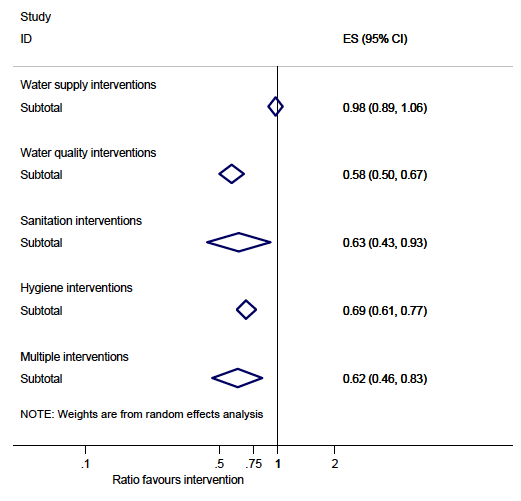 Study
ID ES (95% CI)
Water supply interventions
Subtotal 0.98 (0.89, 1.06)
Water quality interventions
Subtotal 0.58 (0.50, 0.67)
Sanitation interventions
Subtotal 0.63 (0.43, 0.93)
Hygiene interventions
Subtotal 0.69 (0.61, 0.77)
Multiple interventions
Subtotal 0.62 (0.46, 0.83)
NOTE: Weights are from random effects analysis
.1 .5 .75 1 2
Ratio favours intervention